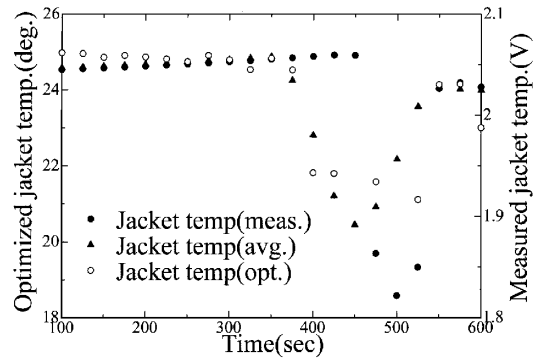 Optimized jacket temp.(deg.)
26
24
22
20
18
Jacket temp(meas.)
Jacket temp(avg.)
Jacket temp(opt.)
100
200
300
400
500
600
Time(sec)
2.1
2
1.9
1.8
Measured jacket temp.(V)